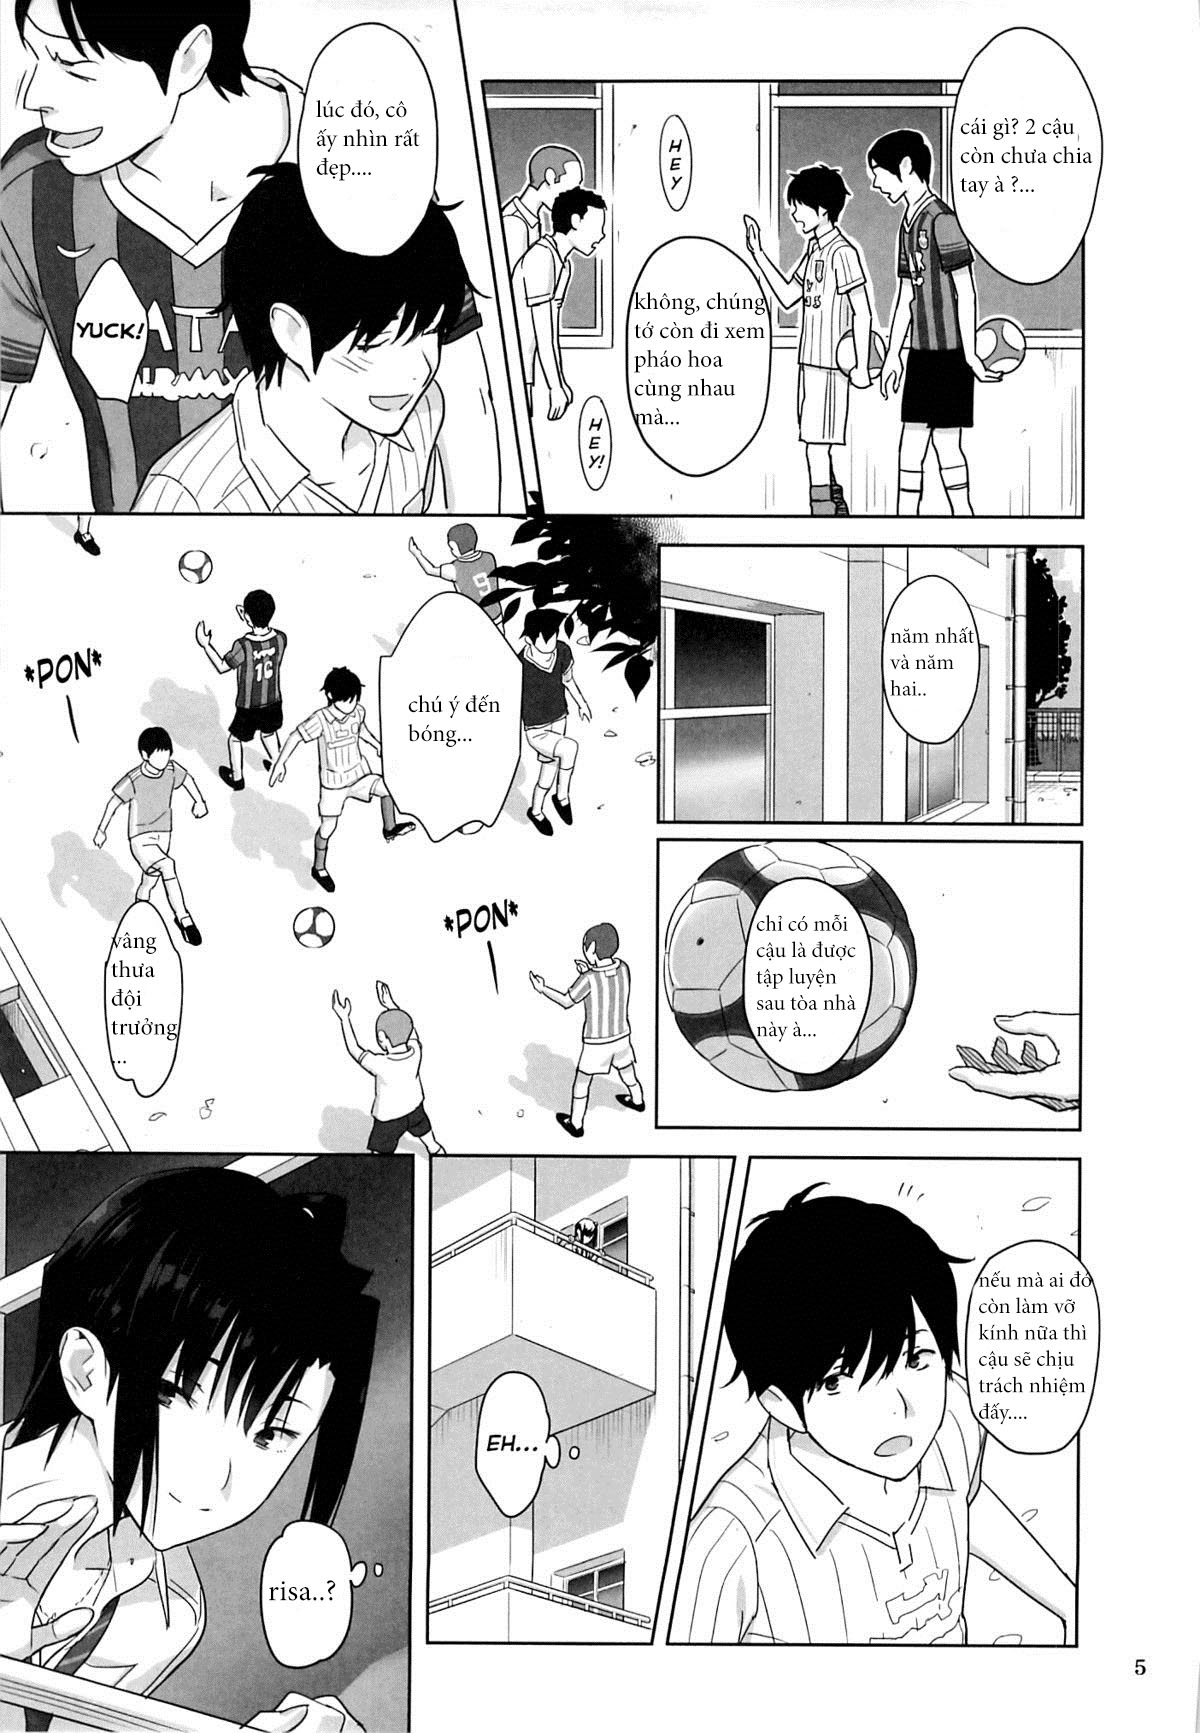 cái gì? 2 cậu
còn chưa chia
tay à ?...
HEY
không, chúng
tớ còn đi xem
pháo hoa
cùng nhau
mà...
HEY!
lúc đó, cô
ấy nhìn rất
đẹp....
YUCK!
năm nhất
và năm
hai..
chỉ có mỗi
cậu là được
tập luyện
sau tòa nhà
này à...
chú ý đến
bóng...
*PON*
9
16
*PON*
vâng
thưa
đội
trưởng
...
nếu mà ai đó
còn làm vỡ
kính nữa thì
cậu sẽ chịu
trách nhiệm
đấy....
EH...
risa..?
5